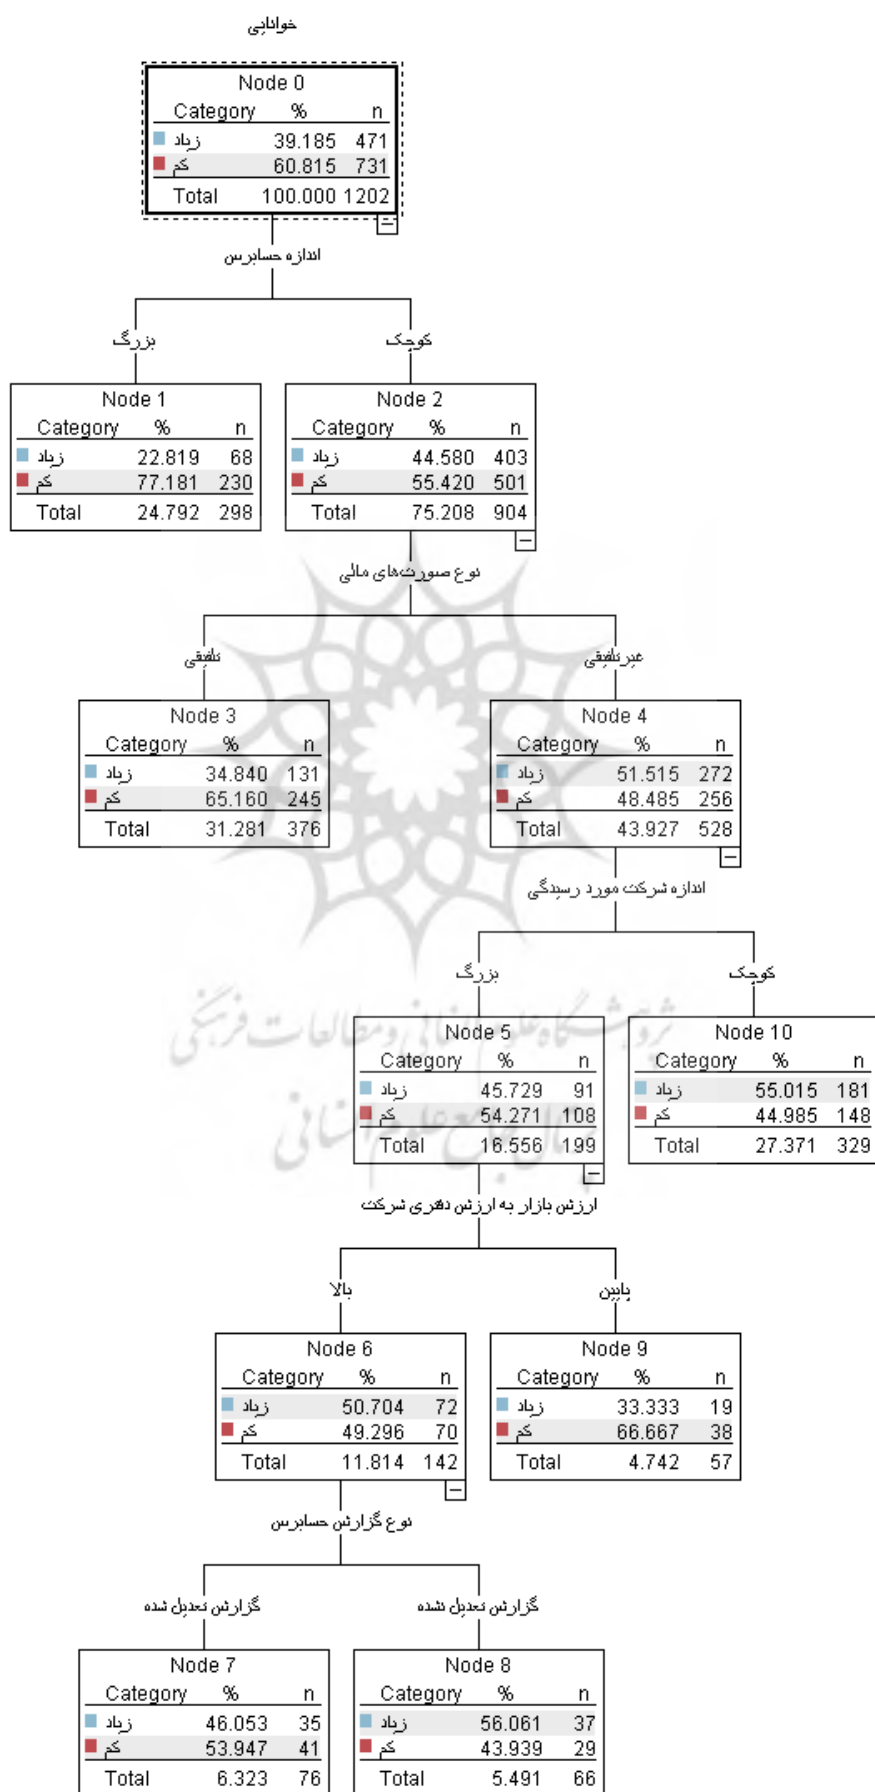 خوانایی
Node 0
Category % n
زیاد 39.185 471
کم 60.815 731
Total 100.000 1202
اندازه حسابرس
بزرگ
کوچک
Node 1
Category % n
زیاد 22.819 68
کم 77.181 230
Total 24.792 298
Node 2
Category % n
زیاد 44.580 403
کم 55.420 501
Total 75.208 904
نوع صورت‌های مالی
تلفیقی
غیرتلفیقی
Node 3
Category % n
زیاد 34.840 131
کم 65.160 245
Total 31.281 376
Node 4
Category % n
زیاد 51.515 272
کم 48.485 256
Total 43.927 528
اندازه شرکت مورد رسیدگی
بزرگ
کوچک
Node 5
Category % n
زیاد 45.729 91
کم 54.271 108
Total 16.556 199
Node 10
Category % n
زیاد 55.015 181
کم 44.985 148
Total 27.371 329
پژوهشگاه علوم انسانی و مطالعات فرهنگی
پرتال جامع علوم انسانی
ارزش بازار به ارزش دفتری شرکت
بالا
پایین
Node 6
Category % n
زیاد 50.704 72
کم 49.296 70
Total 11.814 142
Node 9
Category % n
زیاد 33.333 19
کم 66.667 38
Total 4.742 57
نوع گزارش حسابرس
گزارش تعدیل شده
گزارش تعدیل نشده
Node 7
Category % n
زیاد 46.053 35
کم 53.947 41
Total 6.323 76
Node 8
Category % n
زیاد 56.061 37
کم 43.939 29
Total 5.491 66